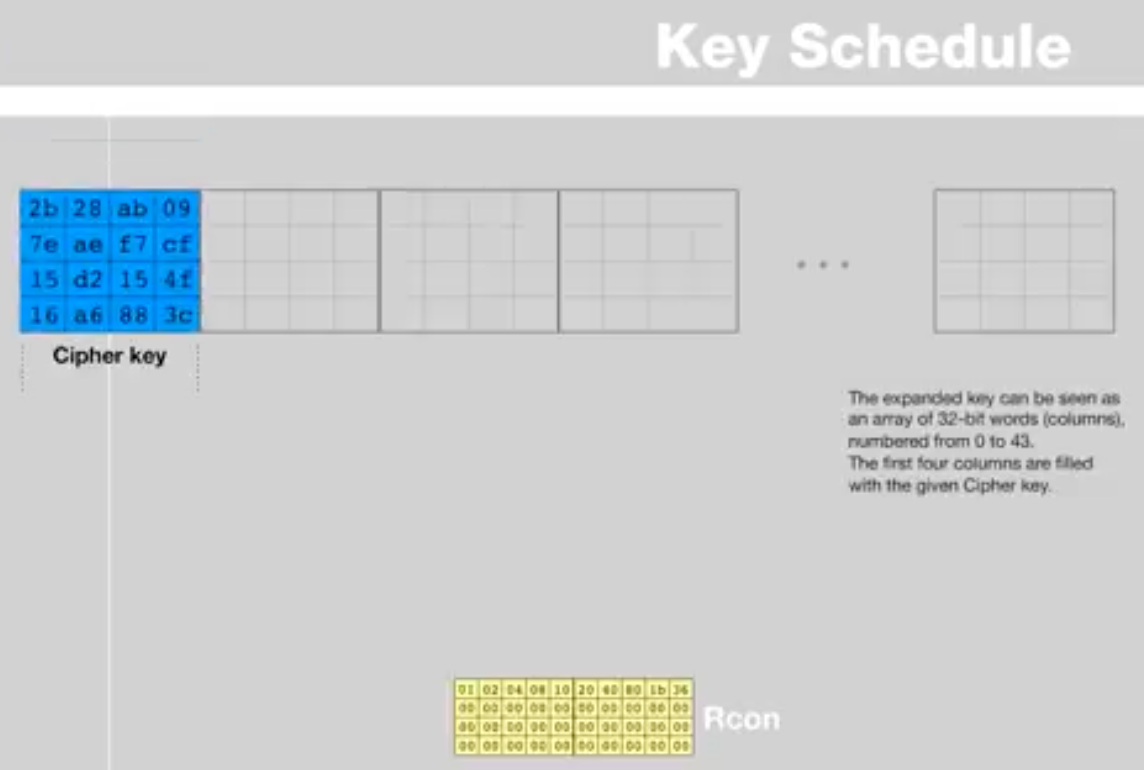 Key Schedule
2b 28 ab 09
7e ae f7 cf
15 d2 15 4f
16 a6 88 3c
• • •
Cipher key
The expanded key can be seen as
an array of 32-bit words (columns),
numbered from 0 to 43.
The first four columns are filled
with the given Cipher key.
01 02 04 08 10 20 40 80 1b 36
00 00 00 00 00 00 00 00 00 00
00 00 00 00 00 00 00 00 00 00
00 00 00 00 00 00 00 00 00 00
Rcon